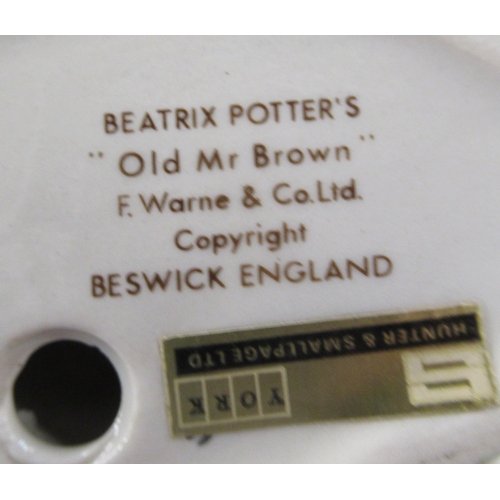 BEATRIX POTTER'S
"Old Mr Brown"
F. Warne & Co. Ltd.
Copyright
BESWICK ENGLAND
HUNTER & SMALLPAGE LTD
YORK